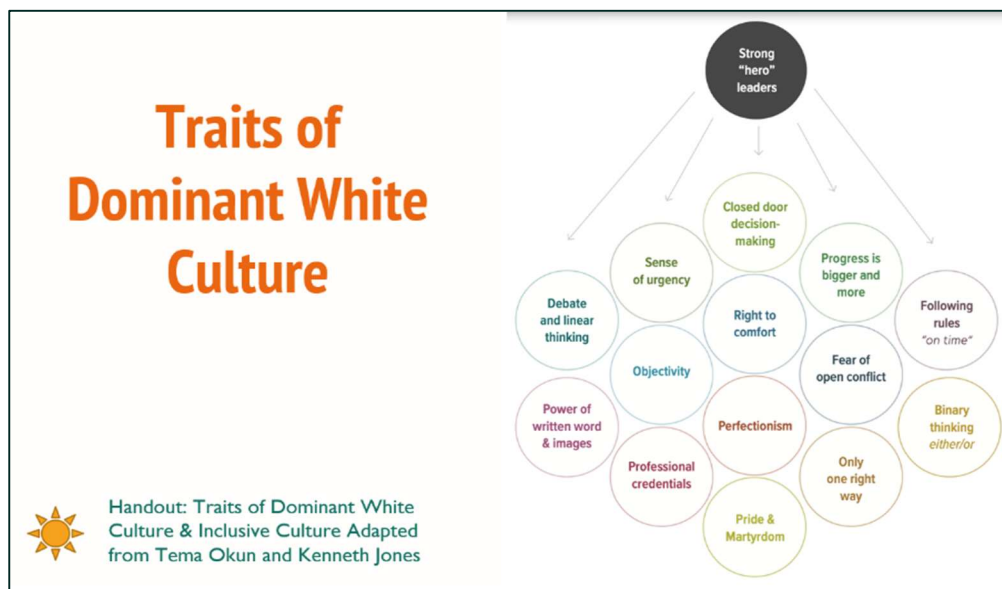 Traits of
Dominant White
Culture
Handout: Traits of Dominant White
Culture & Inclusive Culture Adapted
from Tema Okun and Kenneth Jones
Strong
"hero"
leaders
Closed door
decision-
making
Sense
of urgency
Progress is
bigger and
more
Debate
and linear
thinking
Right to
comfort
Following
rules
"on time"
Objectivity
Fear of
open conflict
Power of
written word
& images
Perfectionism
Binary
thinking
either/or
Professional
credentials
Only
one right
way
Pride &
Martyrdom